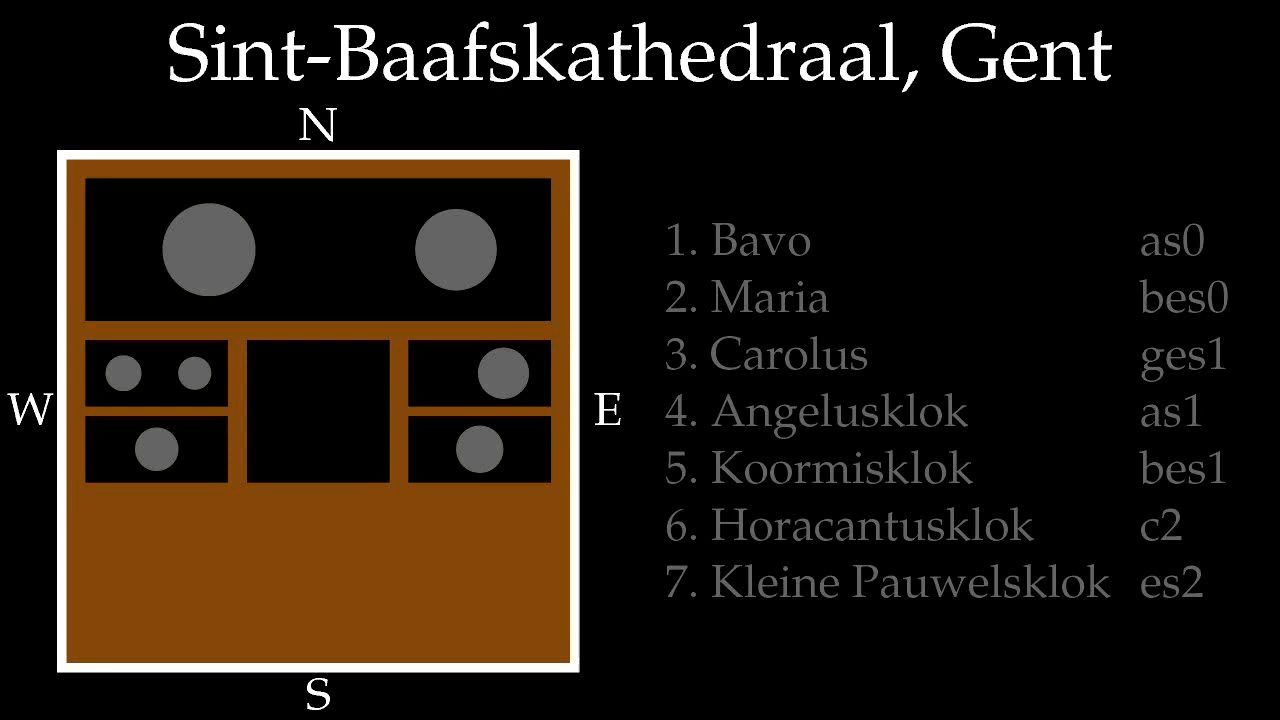 Sint-Baafskathedraal, Gent
N
W
E
S
1. Bavo as0
2. Maria bes0
3. Carolus ges1
4. Angelusklok as1
5. Koormisklok bes1
6. Horacantusklok c2
7. Kleine Pauwelsklok es2